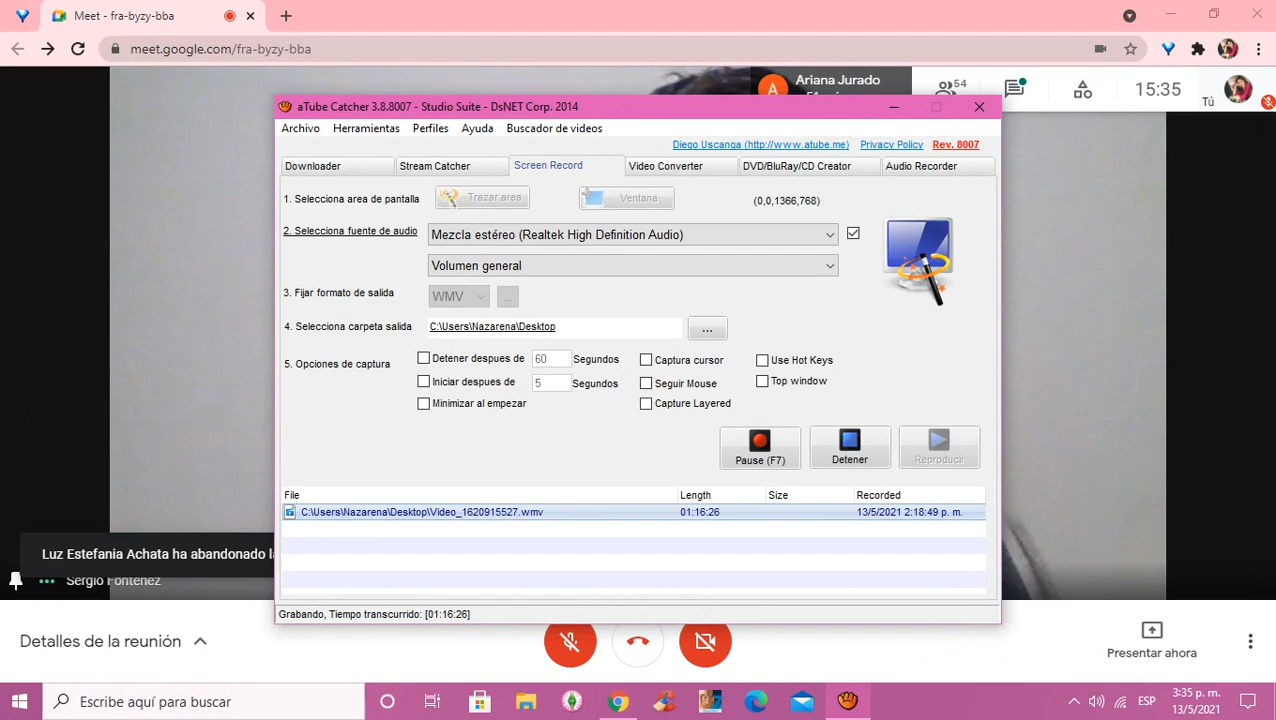 Meet - fra-byzy-bba
meet.google.com/fra-byzy-bba
A Ariana Jurado
54
15:35
Tú
aTube Catcher 3.8.8007 - Studio Suite - DsNET Corp. 2014
Archivo Herramientas Perfiles Ayuda Buscador de videos
Diego Uscanga (http://www.atube.me) Privacy Policy Rev. 8007
Downloader Stream Catcher Screen Record Video Converter DVD/BluRay/CD Creator Audio Recorder
1. Selecciona area de pantalla Trazar area Ventana (0,0,1366,768)
2. Selecciona fuente de audio Mezcla estéreo (Realtek High Definition Audio)
Volumen general
3. Fijar formato de salida WMV ...
4. Selecciona carpeta salida C:\Users\Nazarena\Desktop ...
5. Opciones de captura Detener despues de 60 Segundos Captura cursor Use Hot Keys
Iniciar despues de 5 Segundos Seguir Mouse Top window
Minimizar al empezar Capture Layered
Pause (F7) Detener Reproducir
File Length Size Recorded
C:\Users\Nazarena\Desktop\Video_1620915527.wmv 01:16:26 13/5/2021 2:18:49 p. m.
Luz Estefania Achata ha abandonado
Sergio Fontenez
Grabando, Tiempo transcurrido: [01:16:26]
Detalles de la reunión
Presentar ahora
Escribe aquí para buscar
ESP
3:35 p. m.
13/5/2021